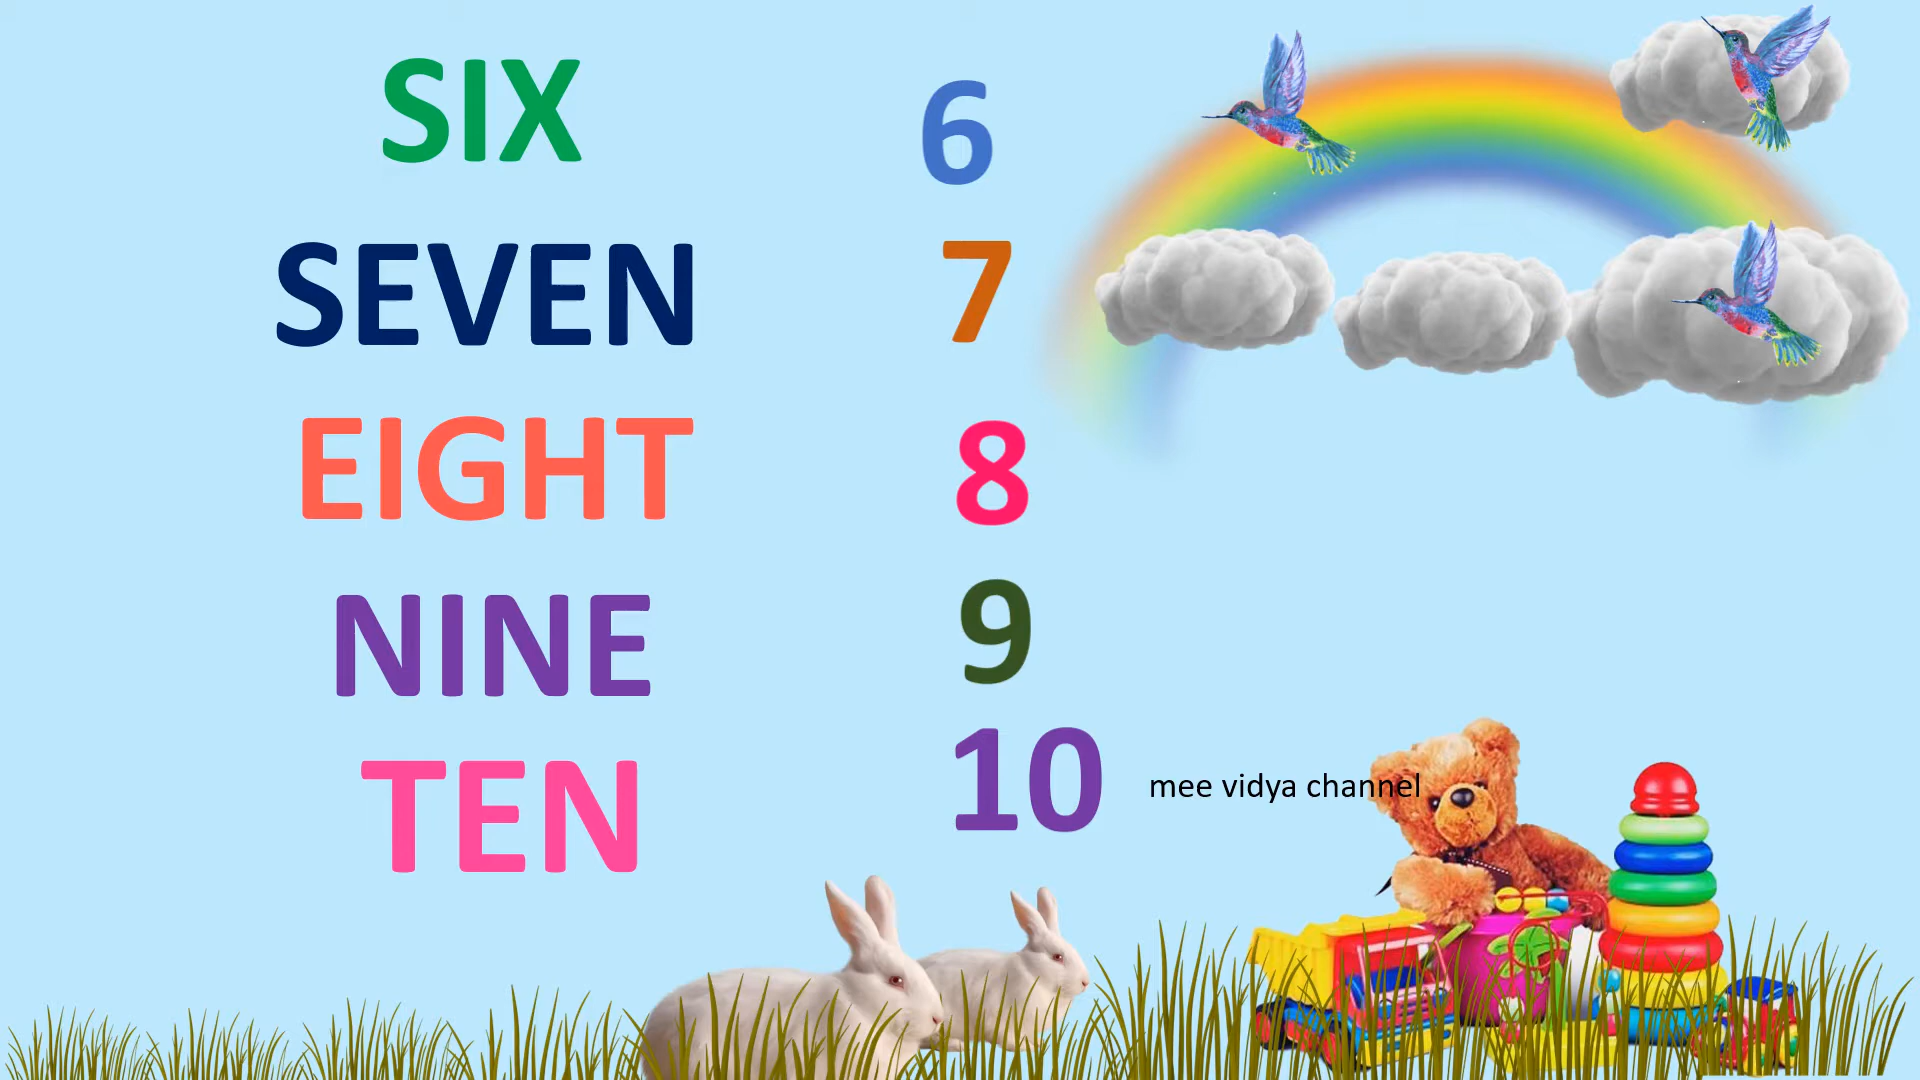 SIX 6
SEVEN 7
EIGHT 8
NINE 9
TEN 10
mee vidya channel